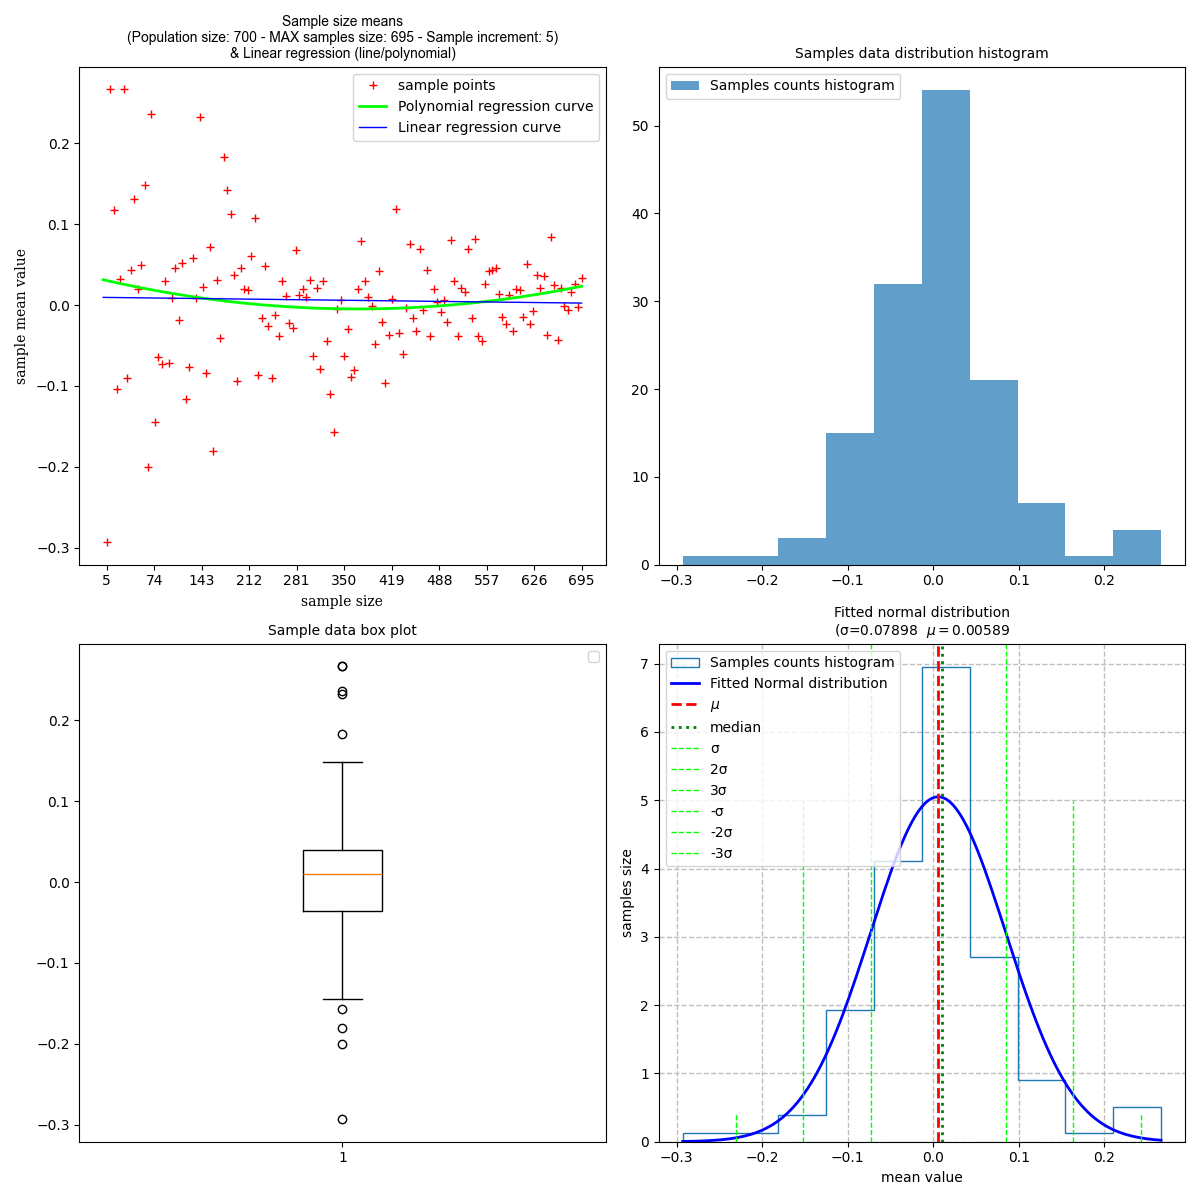 Sample size means
(Population size: 700 - MAX samples size: 695 - Sample increment: 5)
& Linear regression (line/polynomial)
sample points
Polynomial regression curve
Linear regression curve
0.2
0.1
0.0
−0.1
−0.2
−0.3
sample mean value
5 74 143 212 281 350 419 488 557 626 695
sample size
Samples data distribution histogram
Samples counts histogram
50
40
30
20
10
0
−0.3 −0.2 −0.1 0.0 0.1 0.2
Sample data box plot
0.2
0.1
0.0
−0.1
−0.2
−0.3
1
Fitted normal distribution
(σ=0.07898 μ = 0.00589
Samples counts histogram
Fitted Normal distribution
μ
median
σ
2σ
3σ
-σ
-2σ
-3σ
7
6
5
4
3
2
1
0
samples size
−0.3 −0.2 −0.1 0.0 0.1 0.2
mean value